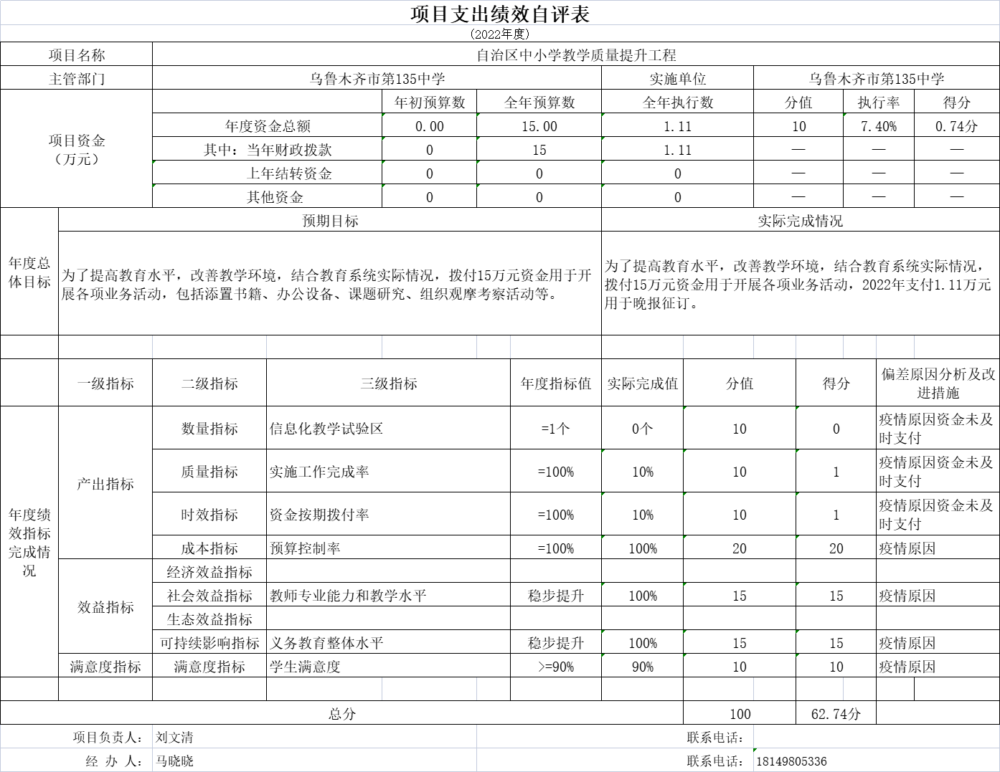 项目支出绩效自评表
(2022年度)
项目名称 自治区中小学教学质量提升工程
主管部门 乌鲁木齐市第135中学 实施单位 乌鲁木齐市第135中学
项目资金
（万元）
年初预算数 全年预算数 全年执行数 分值 执行率 得分
年度资金总额 0.00 15.00 1.11 10 7.40% 0.74分
其中：当年财政拨款 0 15 1.11 — — —
上年结转资金 0 0 0 — — —
其他资金 0 0 0 — — —
年度总
体目标
预期目标 实际完成情况
为了提高教育水平，改善教学环境，结合教育系统实际情况，拨付15万元资金用于开
展各项业务活动，包括添置书籍、办公设备、课题研究、组织观摩考察活动等。
为了提高教育水平，改善教学环境，结合教育系统实际情况，
拨付15万元资金用于开展各项业务活动，2022年支付1.11万元
用于晚报征订。
一级指标 二级指标 三级指标 年度指标值 实际完成值 分值 得分 偏差原因分析及改
进措施
年度绩
效指标
完成情
况
产出指标
数量指标 信息化教学试验区 =1个 0个 10 0 疫情原因资金未及
时支付
质量指标 实施工作完成率 =100% 10% 10 1 疫情原因资金未及
时支付
时效指标 资金按期拨付率 =100% 10% 10 1 疫情原因资金未及
时支付
成本指标 预算控制率 =100% 100% 20 20 疫情原因
效益指标
经济效益指标
社会效益指标 教师专业能力和教学水平 稳步提升 100% 15 15 疫情原因
生态效益指标
可持续影响指标 义务教育整体水平 稳步提升 100% 15 15 疫情原因
满意度指标 满意度指标 学生满意度 >=90% 90% 10 10 疫情原因
总分 100 62.74分
项目负责人： 刘文清 联系电话：
经 办 人： 马晓晓 联系电话： 18149805336